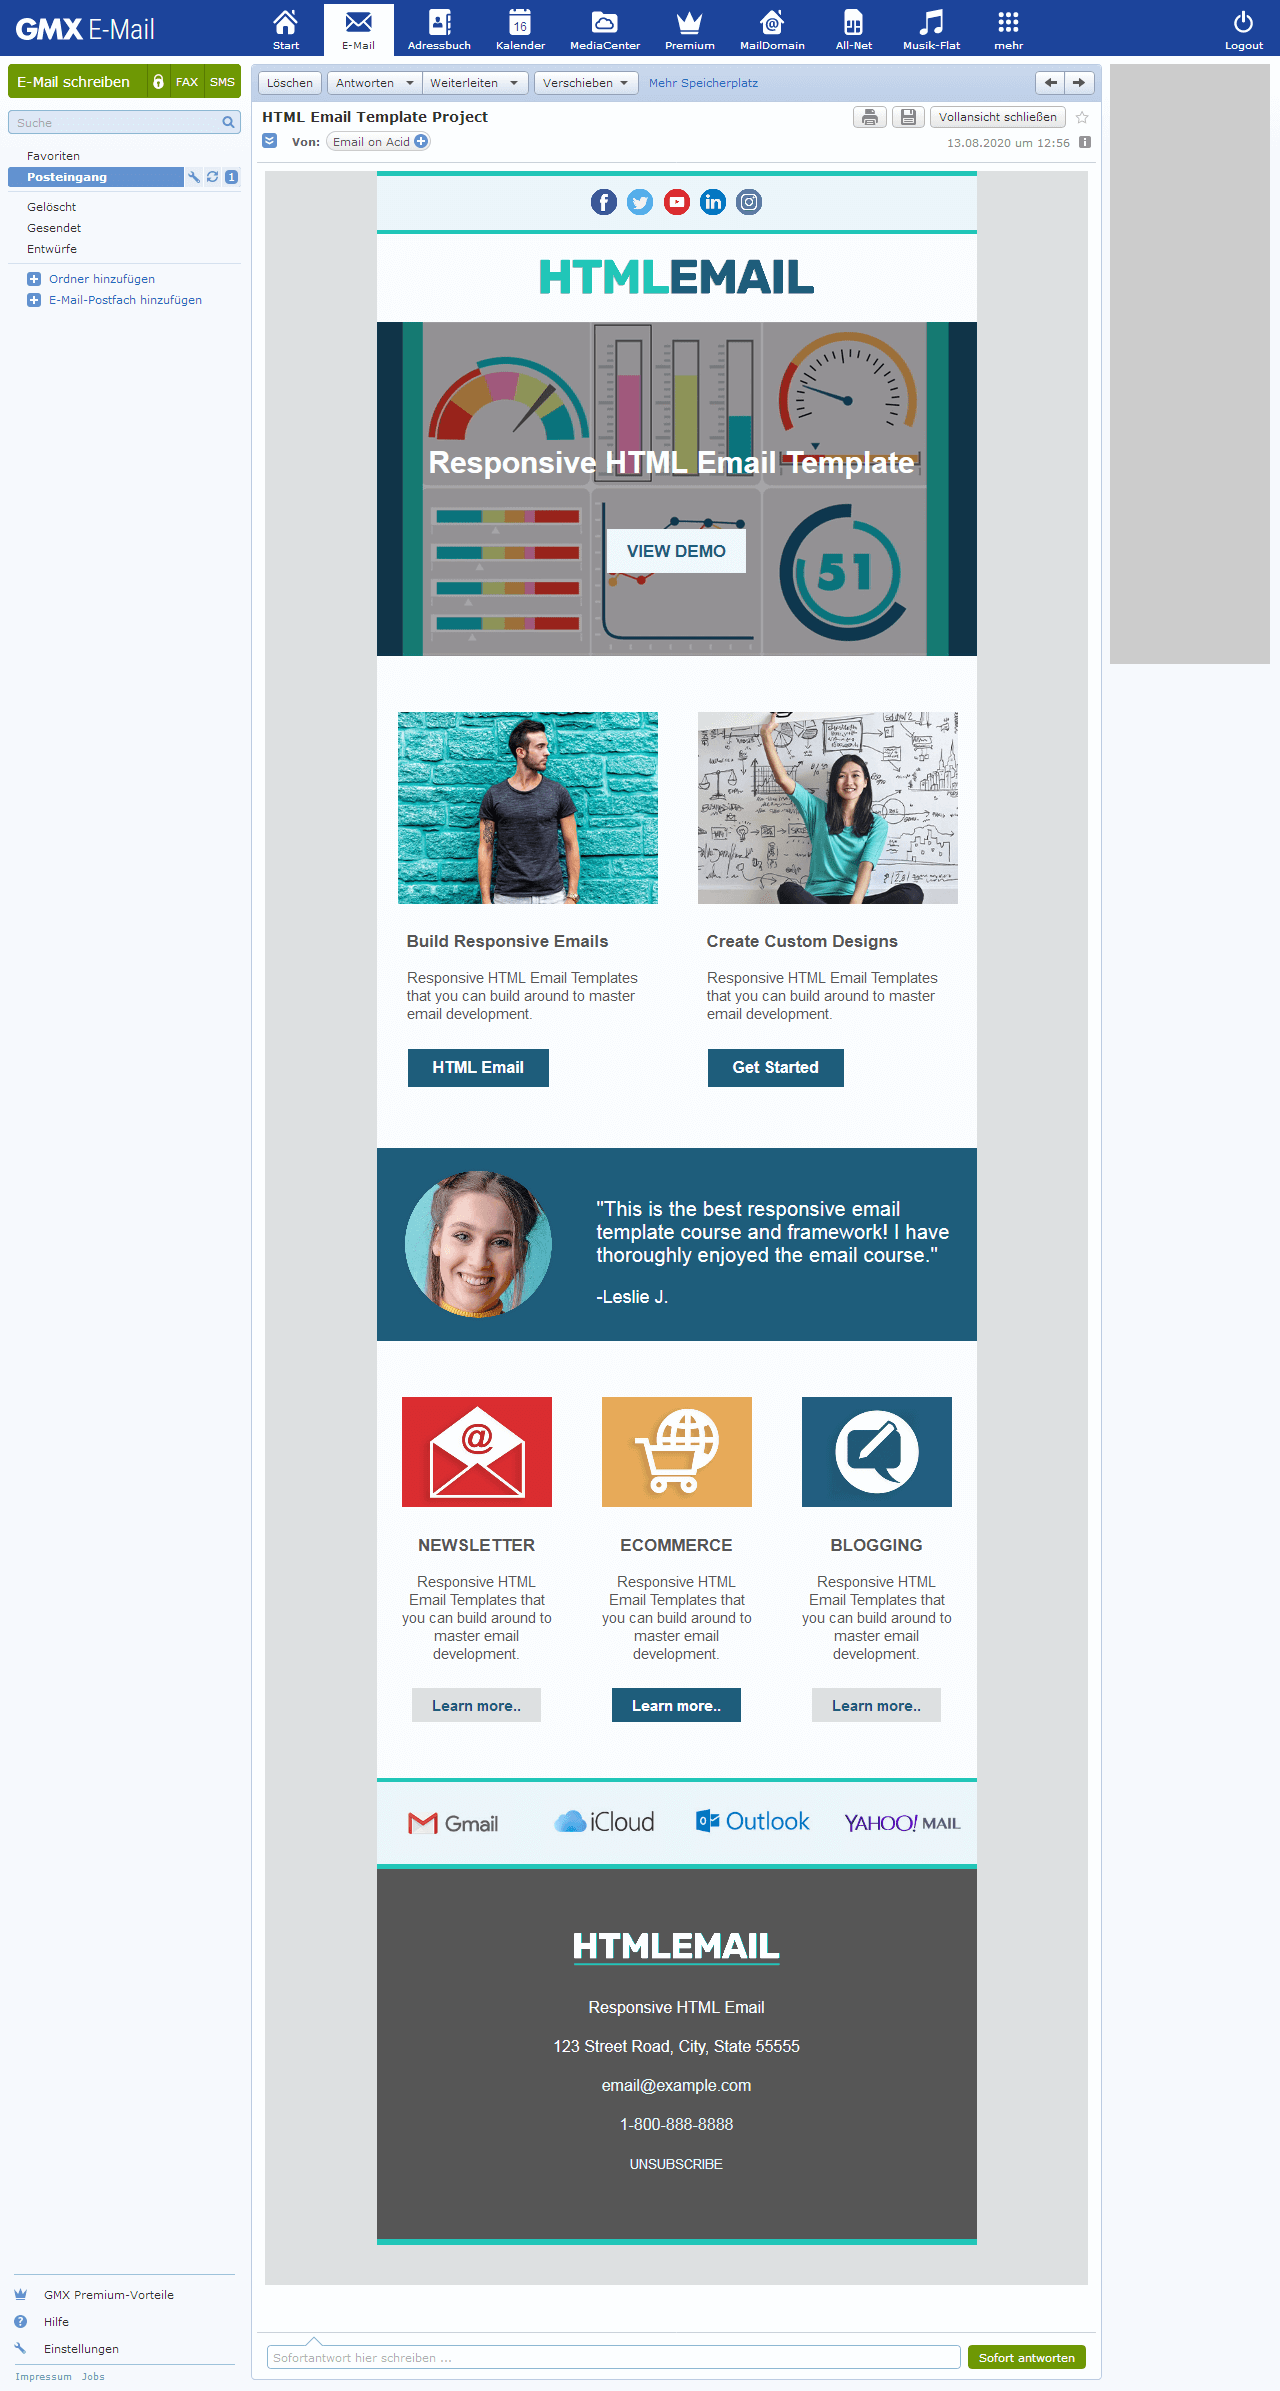 GMX E-Mail
Start
E-Mail
Adressbuch
16
Kalender
MediaCenter
Premium
@
MailDomain
All-Net
Musik-Flat
mehr
Logout
E-Mail schreiben
FAX
SMS
Suche
Favoriten
Posteingang
1
Gelöscht
Gesendet
Entwürfe
Ordner hinzufügen
E-Mail-Postfach hinzufügen
Löschen
Antworten
Weiterleiten
Verschieben
Mehr Speicherplatz
HTML Email Template Project
Vollansicht schließen
Von: Email on Acid
13.08.2020 um 12:56
HTMLEMAIL
Responsive HTML Email Template
VIEW DEMO
51
Build Responsive Emails
Responsive HTML Email Templates
that you can build around to master
email development.
HTML Email
Create Custom Designs
Responsive HTML Email Templates
that you can build around to master
email development.
Get Started
"This is the best responsive email
template course and framework! I have
thoroughly enjoyed the email course."
-Leslie J.
@
NEWSLETTER
Responsive HTML
Email Templates that
you can build around to
master email
development.
Learn more..
ECOMMERCE
Responsive HTML
Email Templates that
you can build around to
master email
development.
Learn more..
BLOGGING
Responsive HTML
Email Templates that
you can build around to
master email
development.
Learn more..
Gmail
iCloud
Outlook
YAHOO! MAIL
HTMLEMAIL
Responsive HTML Email
123 Street Road, City, State 55555
email@example.com
1-800-888-8888
UNSUBSCRIBE
GMX Premium-Vorteile
Hilfe
Einstellungen
Impressum
Jobs
Sofortantwort hier schreiben ...
Sofort antworten